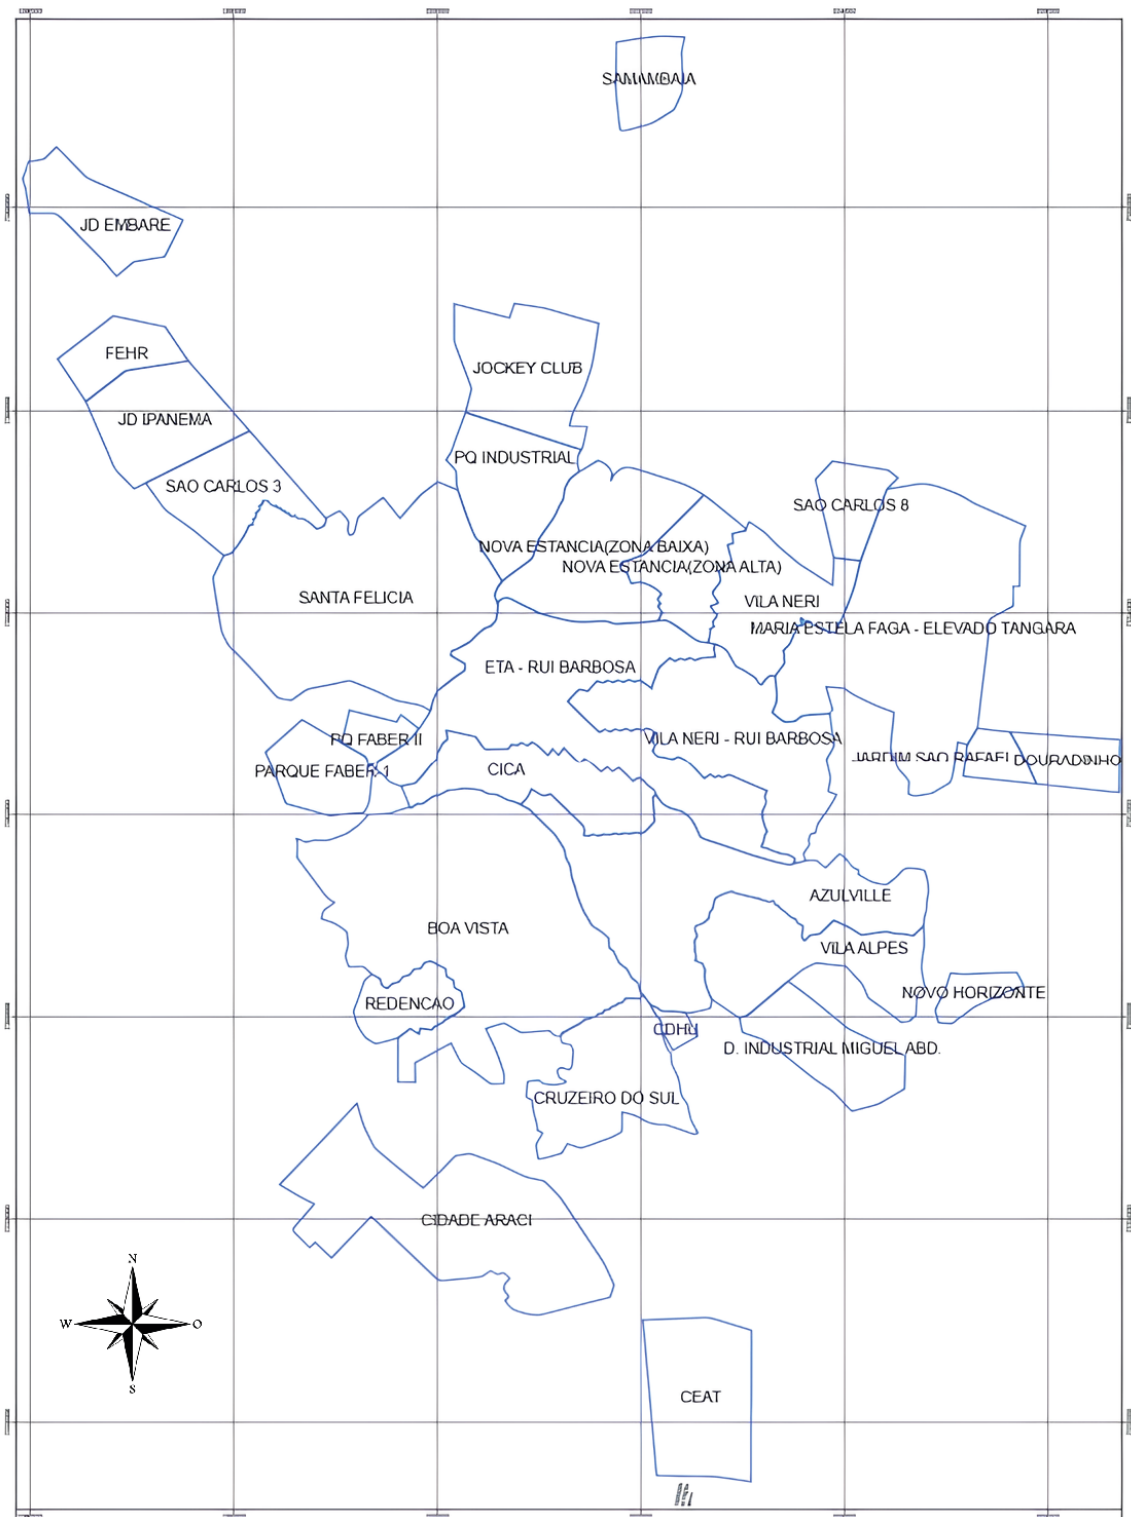 SAMAMBAIA
JD EMBARE
FEHR
JOCKEY CLUB
JD IPANEMA
PQ INDUSTRIAL
SAO CARLOS 3
SAO CARLOS 8
NOVA ESTANCIA(ZONA BAIXA)
NOVA ESTANCIA(ZONA ALTA)
SANTA FELICIA
VILA NERI
MARIA ESTELA FAGA - ELEVADO TANGARA
ETA - RUI BARBOSA
PQ FABER II
VILA NERI - RUI BARBOSA
JARDIM SAO RAFAEL
DOURADINHO
PARQUE FABER-1
CICA
AZULVILLE
BOA VISTA
VILA ALPES
NOVO HORIZONTE
REDENCAO
CDHU
D. INDUSTRIAL MIGUEL ABD.
CRUZEIRO DO SUL
CIDADE ARACI
N
W
O
S
CEAT